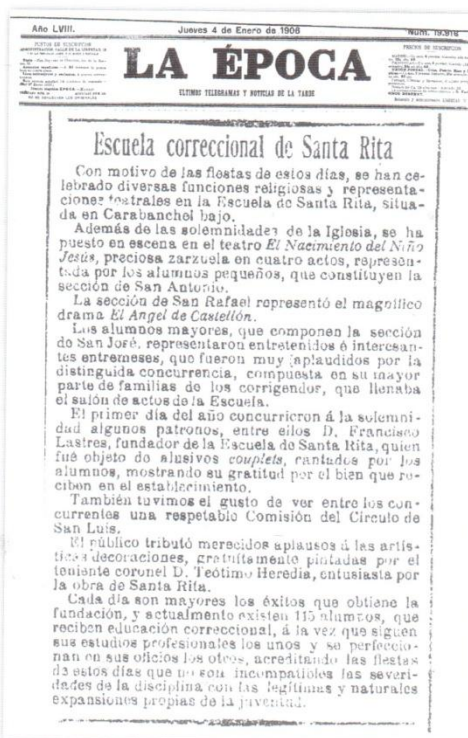 Año LVIII.
Jueves 4 de Enero de 1906
Núm. 19.916
PUNTOS DE SUSCRIPCIÓN
PRECIOS DE SUSCRIPCIÓN
LA ÉPOCA
ÚLTIMOS TELEGRAMAS Y NOTICIAS DE LA TARDE
Escuela correccional de Santa Rita
Con motivo de las fiestas de estos días, se han ce-
lebrado diversas funciones religiosas y representa-
ciones teatrales en la Escuela de Santa Rita, situa-
da en Carabanchel bajo.
Además de las solemnidades de la Iglesia, se ha
puesto en escena en el teatro El Nacimiento del Niño
Jesús, preciosa zarzuela en cuatro actos, represen-
tada por los alumnos pequeños, que constituyen la
sección de San Antonio.
La sección de San Rafael representó el magnífico
drama El Angel de Castellón.
Los alumnos mayores, que componen la sección
de San José, representaron entretenidos é interesan-
tes entremeses, que fueron muy aplaudidos por la
distinguida concurrencia, compuesta en su mayor
parte de familias de los corrigendos, que llenaba
el salón de actos de la Escuela.
El primer día del año concurrieron á la solemni-
dad algunos patronos, entre ellos D. Francisco
Lastres, fundador de la Escuela de Santa Rita, quien
fué objeto de alusivos couplets, cantados por los
alumnos, mostrando su gratitud por el bien que re-
ciben en el establecimiento.
También tuvimos el gusto de ver entre los con-
currentes una respetable Comisión del Círculo de
San Luis.
El público tributó merecidos aplausos á las artís-
ticas decoraciones, gratuitamente pintadas por el
teniente coronel D. Teótimo Heredia, entusiasta por
la obra de Santa Rita.
Cada día son mayores los éxitos que obtiene la
fundación, y actualmente existen 115 alumnos, que
reciben educación correccional, á la vez que siguen
sus estudios profesionales los unos y se perfeccio-
nan en sus oficios los otros, acreditando las fiestas
de estos días que no son incompatibles las severi-
dades de la disciplina con las legítimas y naturales
expansiones propias de la juventud.